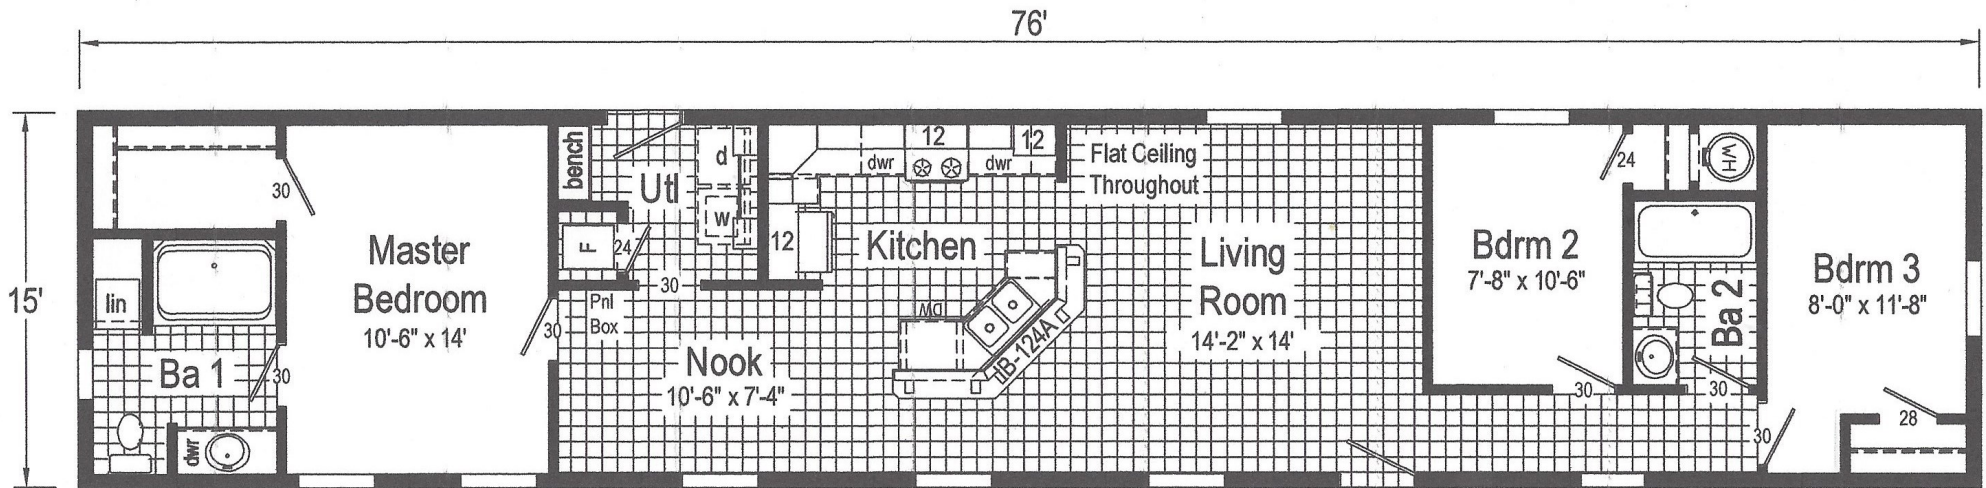 76'
15'
30
lin
Ba 1
30
dwr
Master
Bedroom
10'-6" x 14'
30
bench
Utl
d
w
F
24
30
Pnl
Box
Nook
10'-6" x 7'-4"
12
dwr
12
dwr
12
Kitchen
DW
IB-124A
Flat Ceiling
Throughout
Living
Room
14'-2" x 14'
Bdrm 2
7'-8" x 10'-6"
24
WH
30
Ba 2
30
Bdrm 3
8'-0" x 11'-8"
30
28